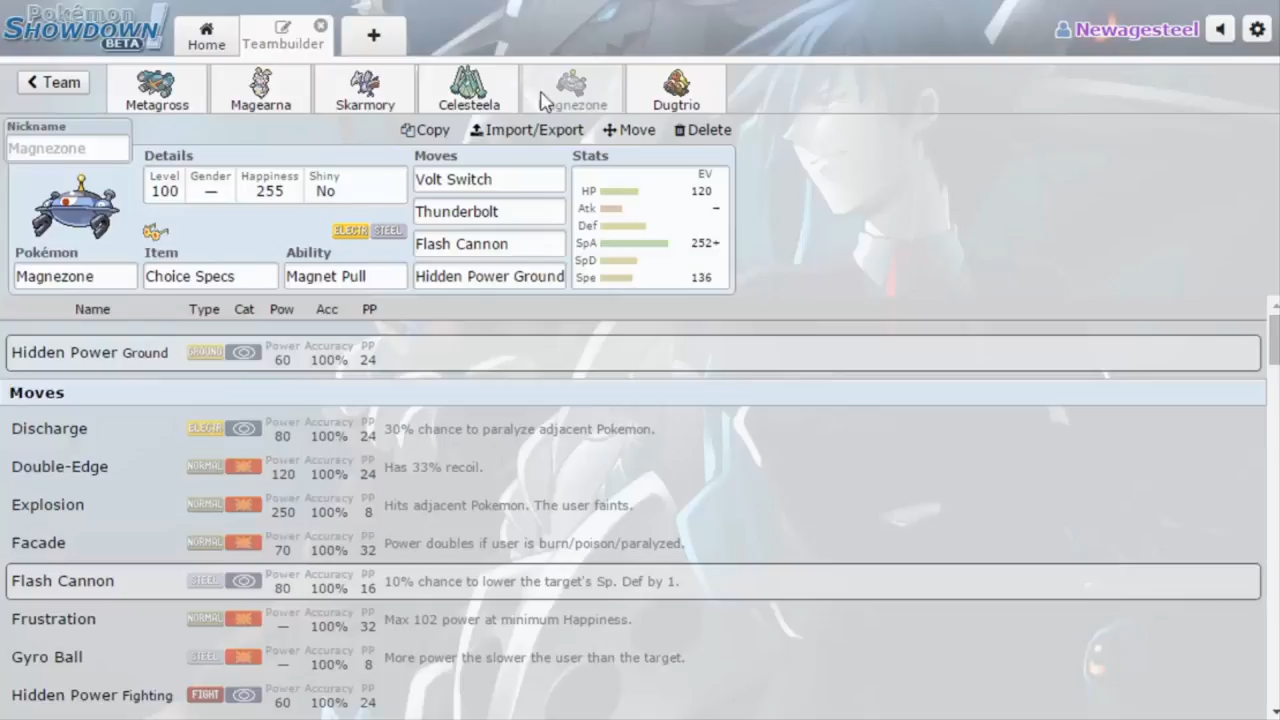 Pokémon
SHOWDOWN!
BETA
Home
Teambuilder
+
Newagesteel
< Team
Metagross
Magearna
Skarmory
Celesteela
gnezone
Dugtrio
Nickname
Magnezone
Copy
Import/Export
Move
Delete
Details
Level
100
Gender
—
Happiness
255
Shiny
No
ELECTR
STEEL
Pokémon
Magnezone
Item
Choice Specs
Ability
Magnet Pull
Moves
Volt Switch
Thunderbolt
Flash Cannon
Hidden Power Ground
Stats
EV
HP 120
Atk –
Def
SpA 252+
SpD
Spe 136
Name Type Cat Pow Acc PP
Hidden Power Ground GROUND Power 60 Accuracy 100% PP 24
Moves
Discharge ELECTR Power 80 Accuracy 100% PP 24 30% chance to paralyze adjacent Pokemon.
Double-Edge NORMAL Power 120 Accuracy 100% PP 24 Has 33% recoil.
Explosion NORMAL Power 250 Accuracy 100% PP 8 Hits adjacent Pokemon. The user faints.
Facade NORMAL Power 70 Accuracy 100% PP 32 Power doubles if user is burn/poison/paralyzed.
Flash Cannon STEEL Power 80 Accuracy 100% PP 16 10% chance to lower the target's Sp. Def by 1.
Frustration NORMAL Power — Accuracy 100% PP 32 Max 102 power at minimum Happiness.
Gyro Ball STEEL Power — Accuracy 100% PP 8 More power the slower the user than the target.
Hidden Power Fighting FIGHT Power 60 Accuracy 100% PP 24